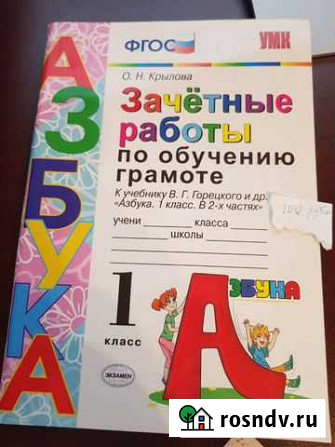 АЗБУКА
ФГОС
УМК
О. Н. Крылова
Зачётные
работы
по обучению
грамоте
К учебнику В. Г. Горецкого и др.
«Азбука. 1 класс. В 2-х частях»
учени класса
школы
1
класс
АЗБУКА
ЭКЗАМЕН
rosndv.ru